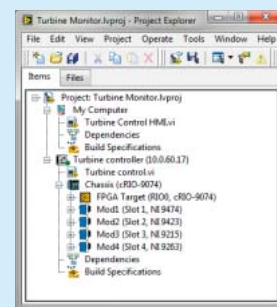 Turbine Monitor.lvproj - Project Explorer
File Edit View Project Operate Tools Window Help
Items Files
Project: Turbine Monitor.lvproj
My Computer
Turbine Control HMI.vi
Dependencies
Build Specifications
Turbine controller (10.0.60.17)
Turbine control.vi
Chassis (cRIO-9074)
FPGA Target (RIO0, cRIO-9074)
Mod1 (Slot 1, NI 9474)
Mod2 (Slot 2, NI 9423)
Mod3 (Slot 3, NI 9215)
Mod4 (Slot 4, NI 9263)
Dependencies
Build Specifications